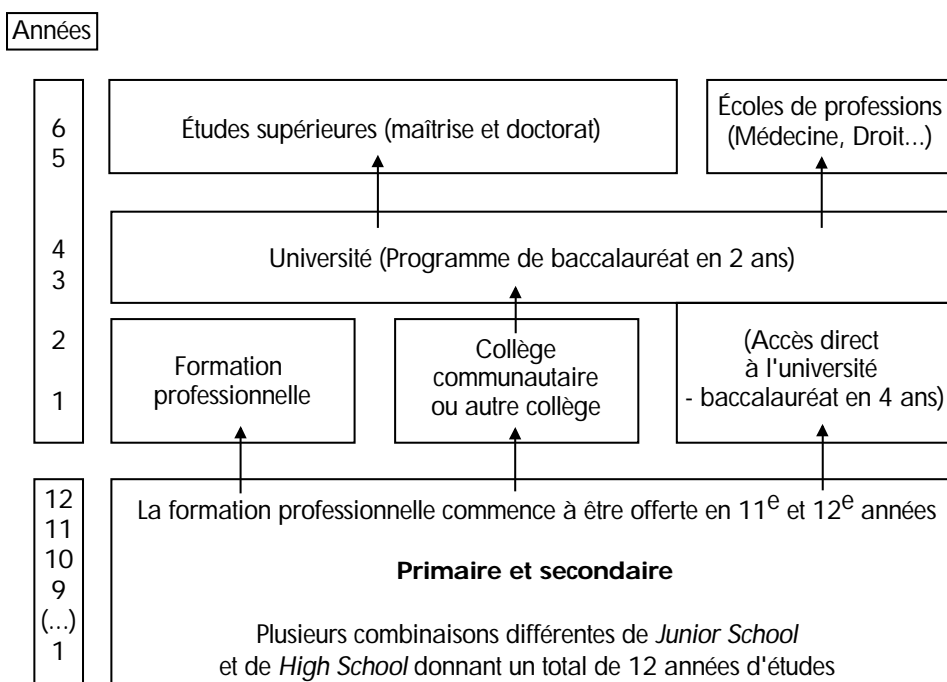 Années
6
5
Études supérieures (maîtrise et doctorat)
École​s de professions
(Médecine, Droit...)
4
3
Université (Programme de baccalauréat en 2 ans)
2
1
Formation
professionnelle
Collège
communautaire
ou autre collège
(Accès direct
à l'université
- baccalauréat en 4 ans)
12
11
10
9
(...)
1
La formation professionnelle commence à être offerte en 11e et 12e années
Primaire et secondaire
Plusieurs combinaisons différentes de Junior School
et de High School donnant un total de 12 années d'études